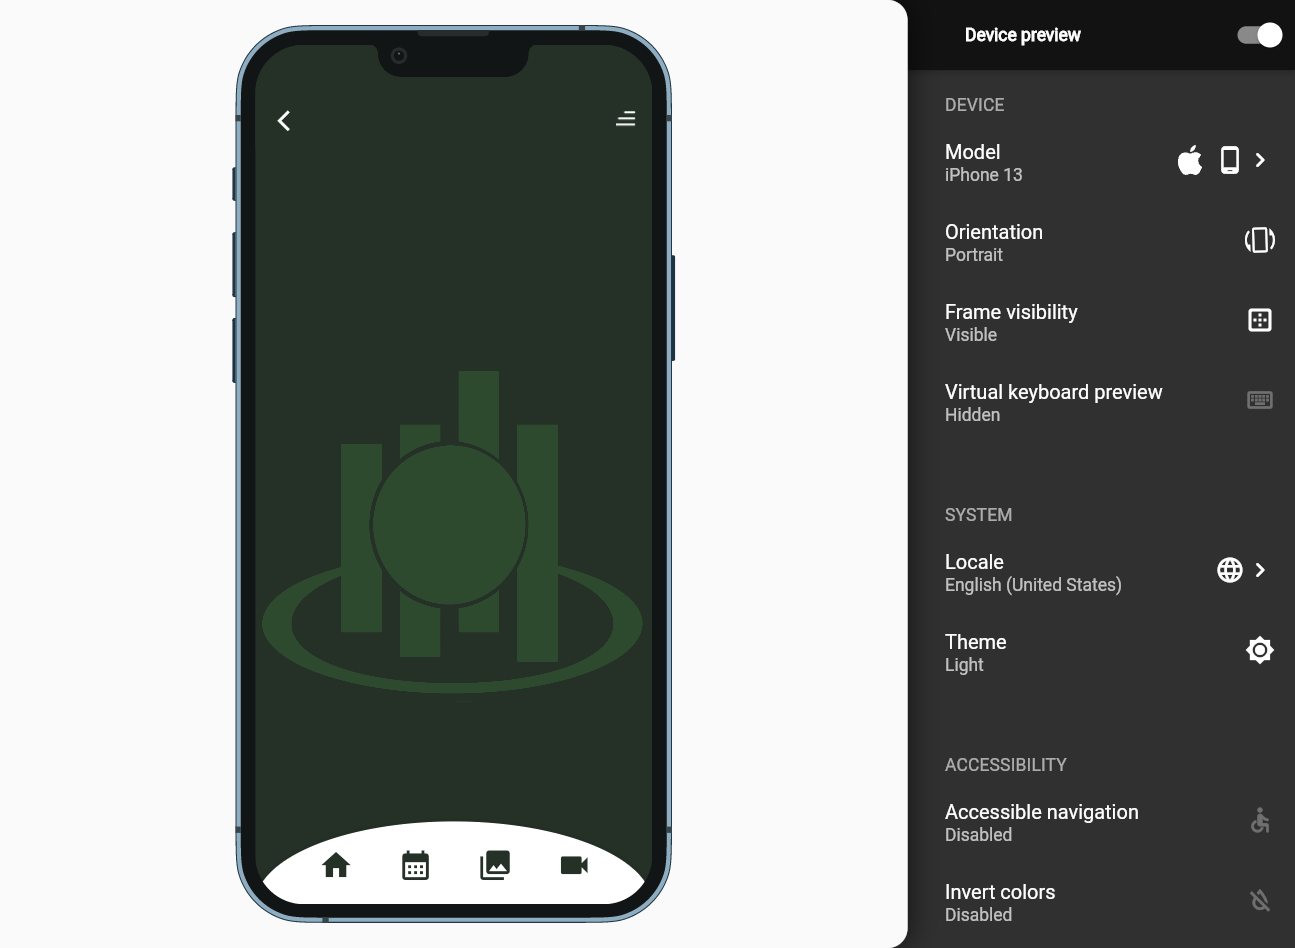 Device preview
DEVICE
Model
iPhone 13
Orientation
Portrait
Frame visibility
Visible
Virtual keyboard preview
Hidden
SYSTEM
Locale
English (United States)
Theme
Light
ACCESSIBILITY
Accessible navigation
Disabled
Invert colors
Disabled